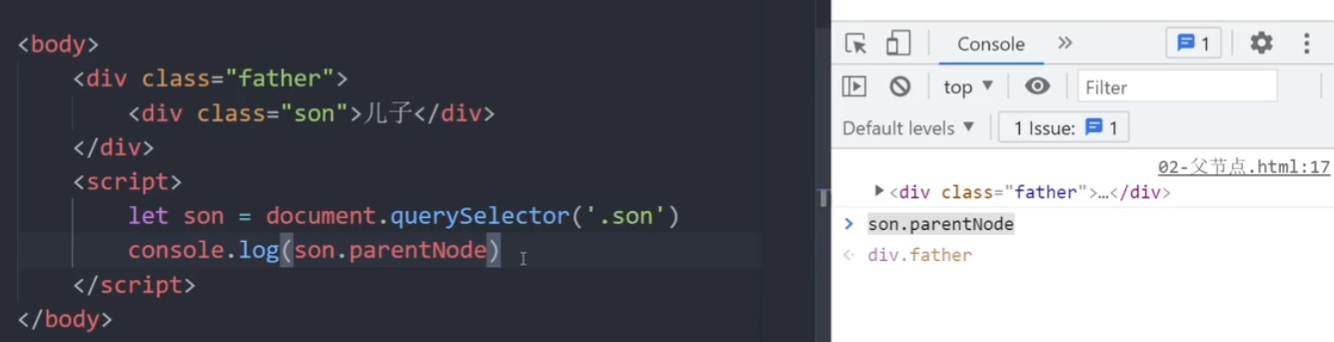 <body>
<div class="father">
<div class="son">儿子</div>
</div>
<script>
let son = document.querySelector('.son')
console.log(son.parentNode)
</script>
</body>
Console » 1
top ▼ Filter
Default levels ▼ 1 Issue: 1
02-父节点.html:17
▶<div class="father">…</div>
> son.parentNode
<· div.father